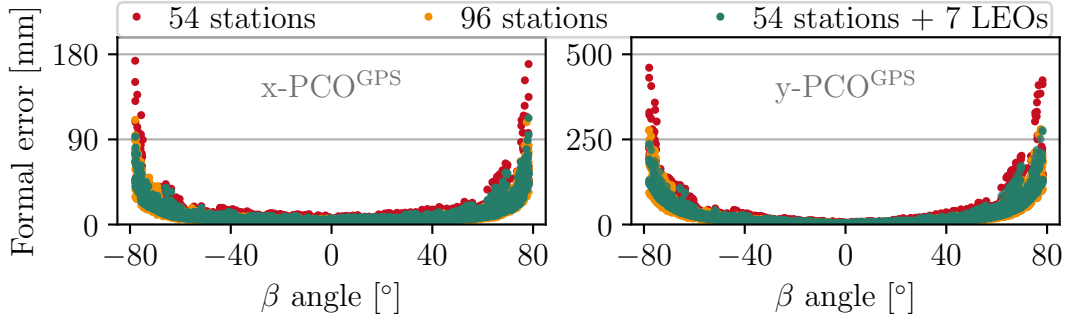 54 stations 96 stations 54 stations + 7 LEOs
Formal error [mm]
180
90
0
x-PCO^GPS
−80 −40 0 40 80
β angle [°]
500
250
0
y-PCO^GPS
−80 −40 0 40 80
β angle [°]